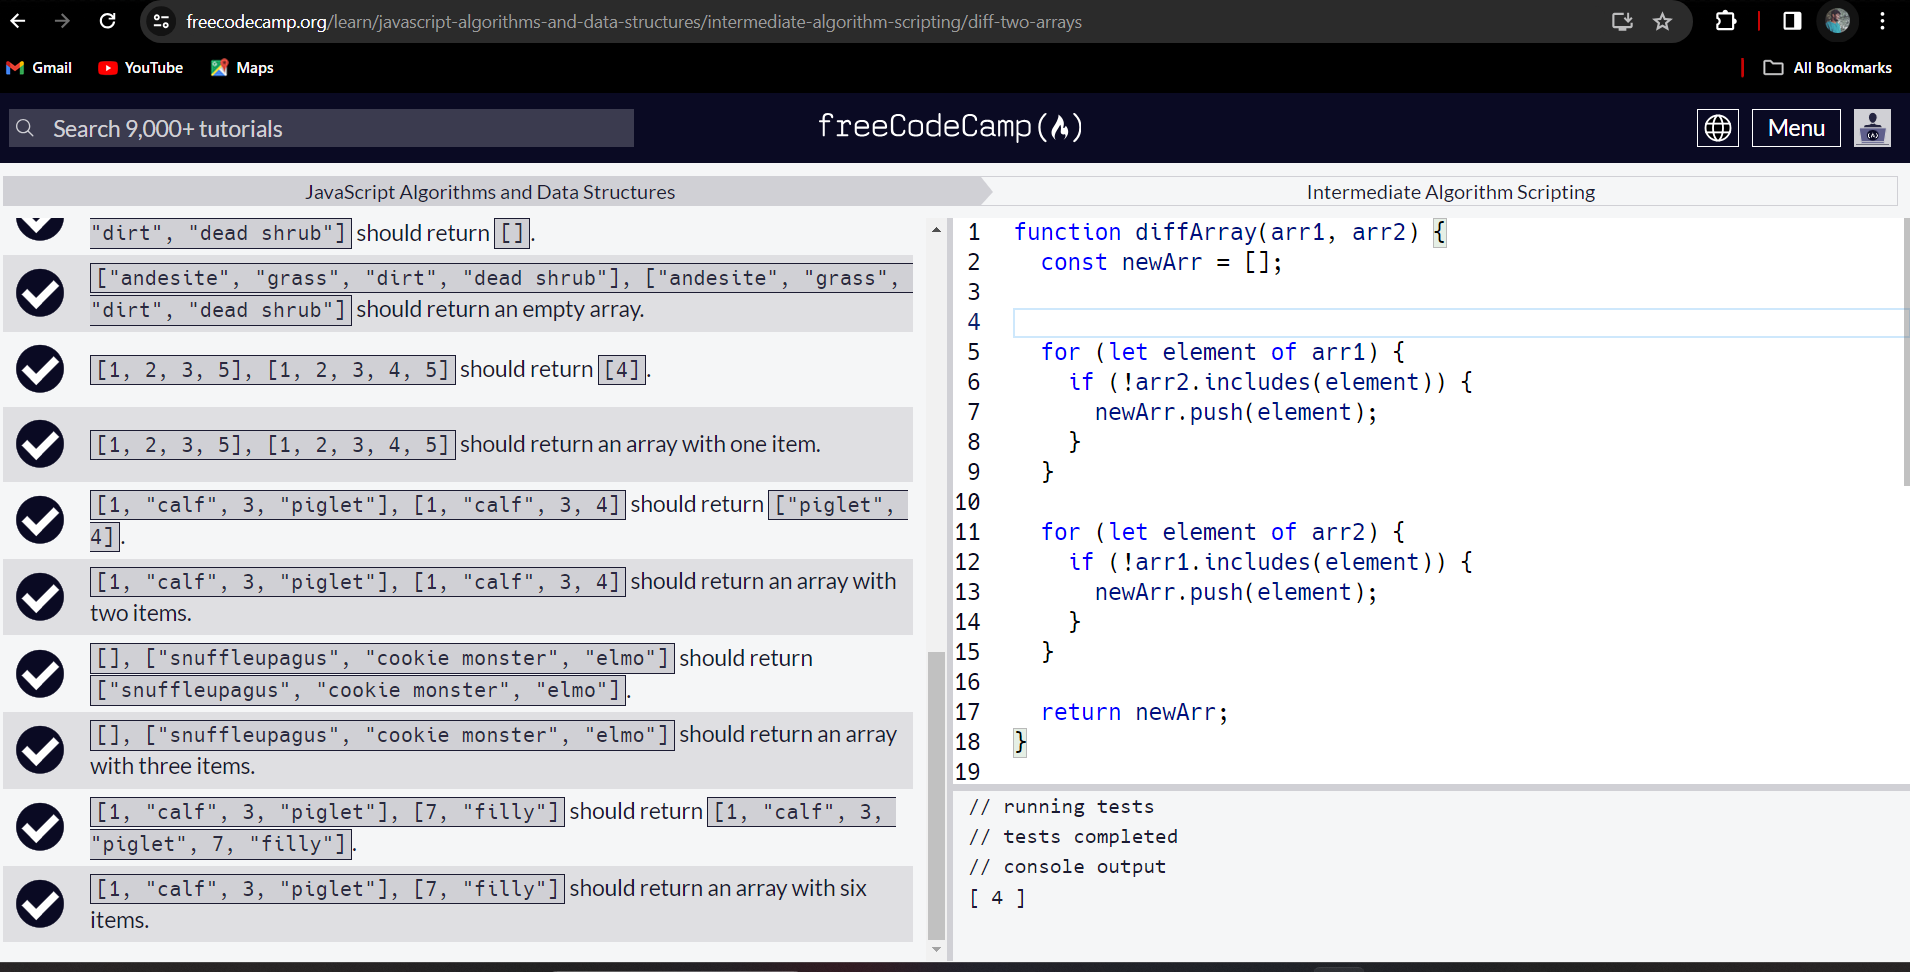 freecodecamp.org/learn/javascript-algorithms-and-data-structures/intermediate-algorithm-scripting/diff-two-arrays
Gmail YouTube Maps All Bookmarks
Search 9,000+ tutorials freeCodeCamp(🔥) Menu
JavaScript Algorithms and Data Structures Intermediate Algorithm Scripting
"dirt", "dead shrub"] should return [].
["andesite", "grass", "dirt", "dead shrub"], ["andesite", "grass",
"dirt", "dead shrub"] should return an empty array.
[1, 2, 3, 5], [1, 2, 3, 4, 5] should return [4].
[1, 2, 3, 5], [1, 2, 3, 4, 5] should return an array with one item.
[1, "calf", 3, "piglet"], [1, "calf", 3, 4] should return ["piglet",
4].
[1, "calf", 3, "piglet"], [1, "calf", 3, 4] should return an array with
two items.
[], ["snuffleupagus", "cookie monster", "elmo"] should return
["snuffleupagus", "cookie monster", "elmo"].
[], ["snuffleupagus", "cookie monster", "elmo"] should return an array
with three items.
[1, "calf", 3, "piglet"], [7, "filly"] should return [1, "calf", 3,
"piglet", 7, "filly"].
[1, "calf", 3, "piglet"], [7, "filly"] should return an array with six
items.
1 function diffArray(arr1, arr2) {
2 const newArr = [];
3
4
5 for (let element of arr1) {
6 if (!arr2.includes(element)) {
7 newArr.push(element);
8 }
9 }
10
11 for (let element of arr2) {
12 if (!arr1.includes(element)) {
13 newArr.push(element);
14 }
15 }
16
17 return newArr;
18 }
19
// running tests
// tests completed
// console output
[ 4 ]